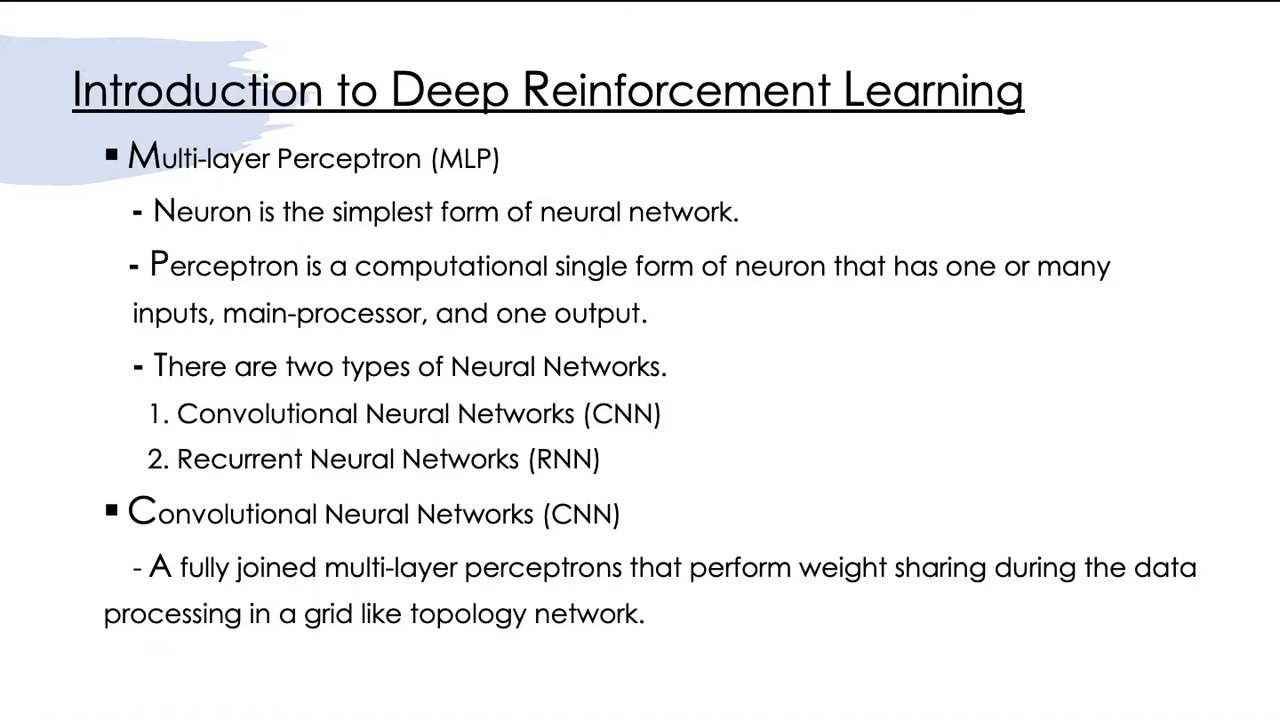 Introduction to Deep Reinforcement Learning
▪ Multi-layer Perceptron (MLP)
- Neuron is the simplest form of neural network.
- Perceptron is a computational single form of neuron that has one or many
inputs, main-processor, and one output.
- There are two types of Neural Networks.
1. Convolutional Neural Networks (CNN)
2. Recurrent Neural Networks (RNN)
▪ Convolutional Neural Networks (CNN)
- A fully joined multi-layer perceptrons that perform weight sharing during the data
processing in a grid like topology network.